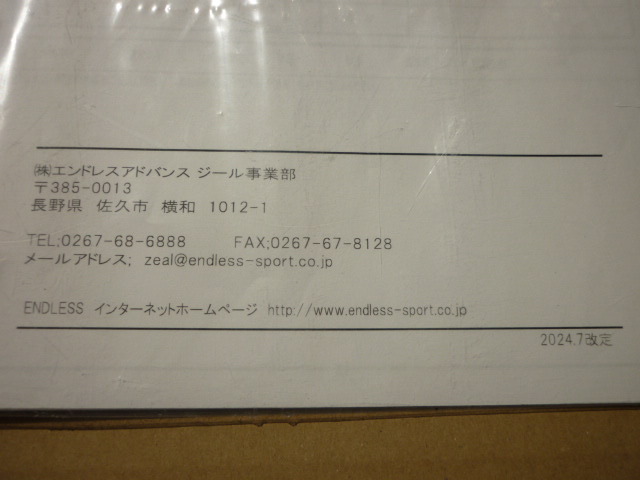 ㈱エンドレスアドバンス ジール事業部
〒385-0013
長野県 佐久市 横和 1012-1
TEL;0267-68-6888 FAX;0267-67-8128
メールアドレス; zeal@endless-sport.co.jp
ENDLESS インターネットホームページ http://www.endless-sport.co.jp
2024.7改定